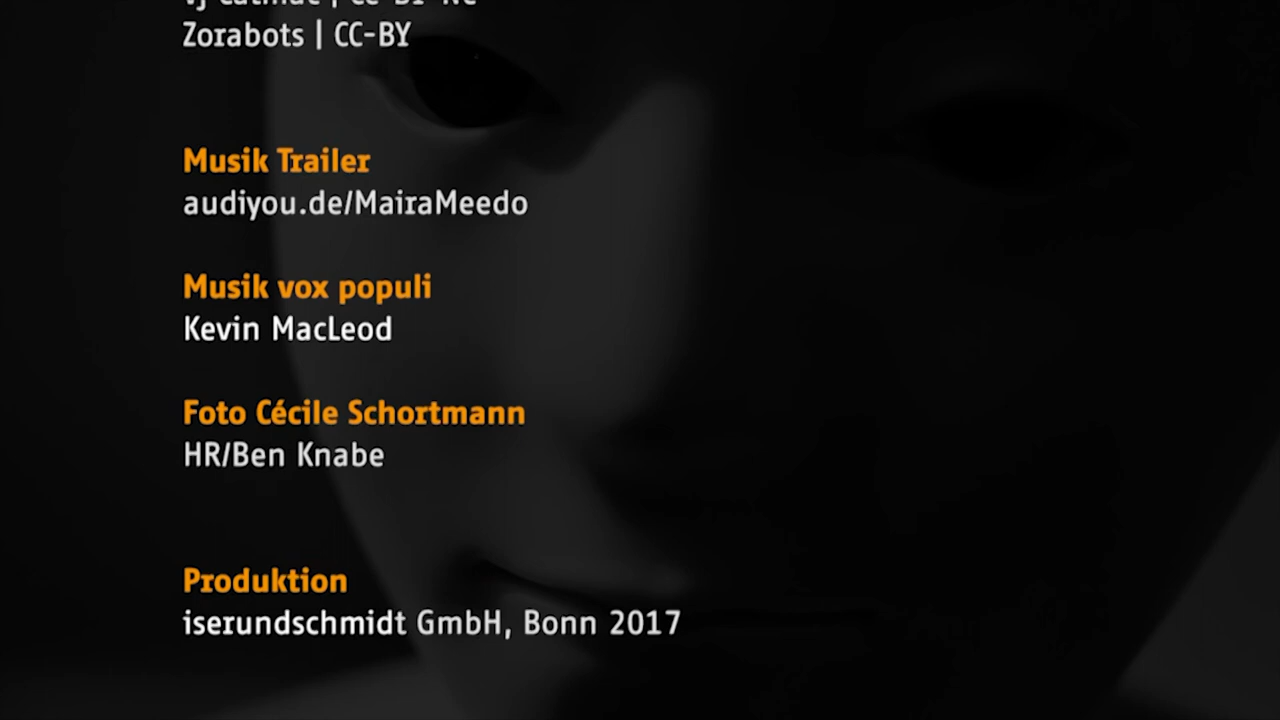 Zorabots | CC-BY
Musik Trailer
audiyou.de/MairaMeedo
Musik vox populi
Kevin MacLeod
Foto Cécile Schortmann
HR/Ben Knabe
Produktion
iserundschmidt GmbH, Bonn 2017